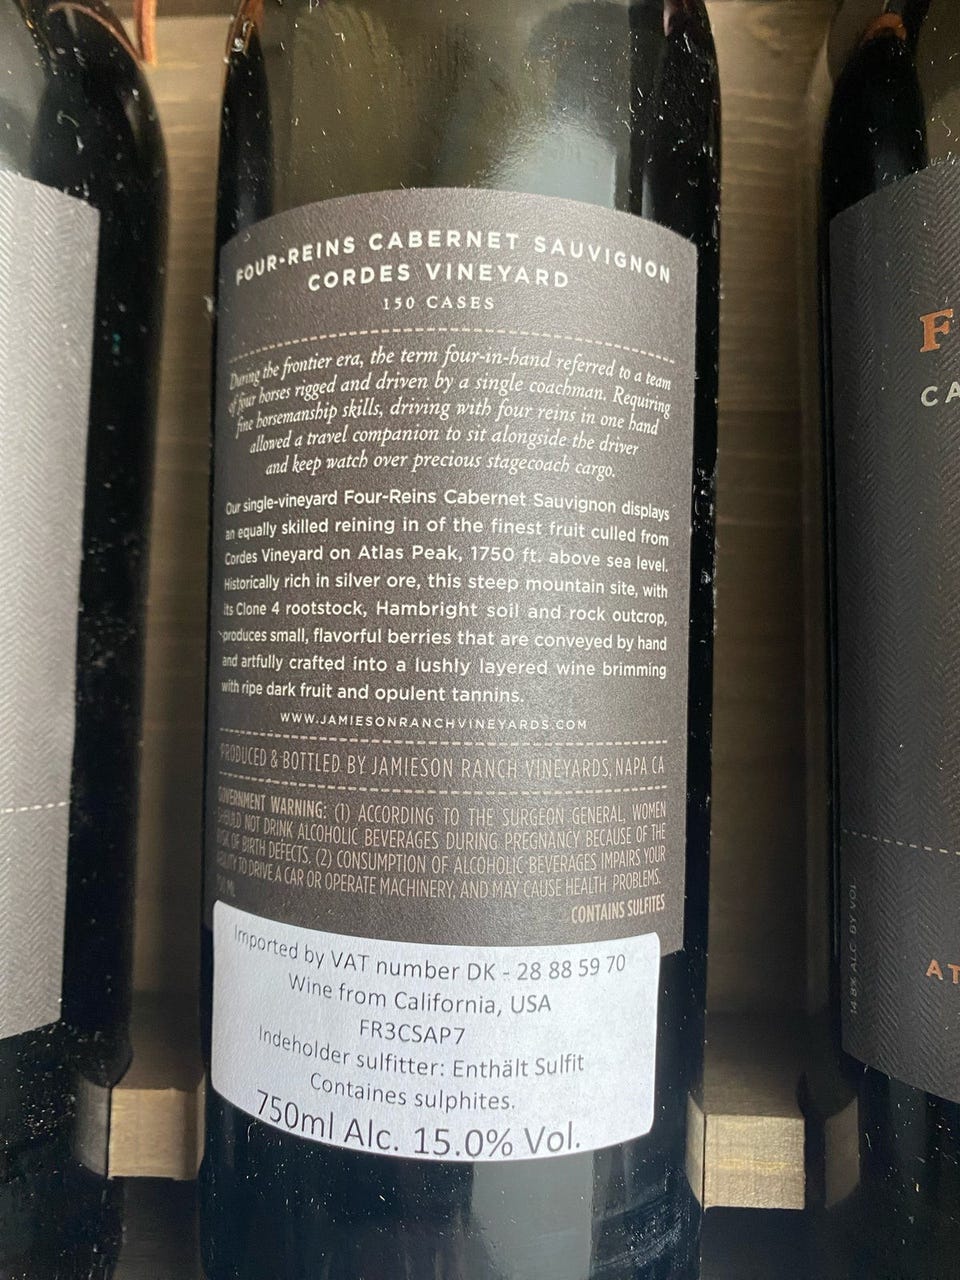 FOUR-REINS CABERNET SAUVIGNON
CORDES VINEYARD
150 CASES
During the frontier era, the term four-in-hand referred to a team
of four horses rigged and driven by a single coachman. Requiring
fine horsemanship skills, driving with four reins in one hand
allowed a travel companion to sit alongside the driver
and keep watch over precious stagecoach cargo.
Our single-vineyard Four-Reins Cabernet Sauvignon displays
an equally skilled reining in of the finest fruit culled from
Cordes Vineyard on Atlas Peak, 1750 ft. above sea level.
Historically rich in silver ore, this steep mountain site, with
its Clone 4 rootstock, Hambright soil and rock outcrop,
produces small, flavorful berries that are conveyed by hand
and artfully crafted into a lushly layered wine brimming
with ripe dark fruit and opulent tannins.
WWW.JAMIESONRANCHVINEYARDS.COM
PRODUCED & BOTTLED BY JAMIESON RANCH VINEYARDS, NAPA CA
GOVERNMENT WARNING: (1) ACCORDING TO THE SURGEON GENERAL, WOMEN
SHOULD NOT DRINK ALCOHOLIC BEVERAGES DURING PREGNANCY BECAUSE OF THE
RISK OF BIRTH DEFECTS. (2) CONSUMPTION OF ALCOHOLIC BEVERAGES IMPAIRS YOUR
ABILITY TO DRIVE A CAR OR OPERATE MACHINERY, AND MAY CAUSE HEALTH PROBLEMS.
750 ML
CONTAINS SULFITES
Imported by VAT number DK - 28 88 59 70
Wine from California, USA
FR3CSAP7
Indeholder sulfitter: Enthält Sulfit
Containes sulphites.
750ml Alc. 15.0% Vol.
F
CA
AT
14.8% ALC. BY VOL.